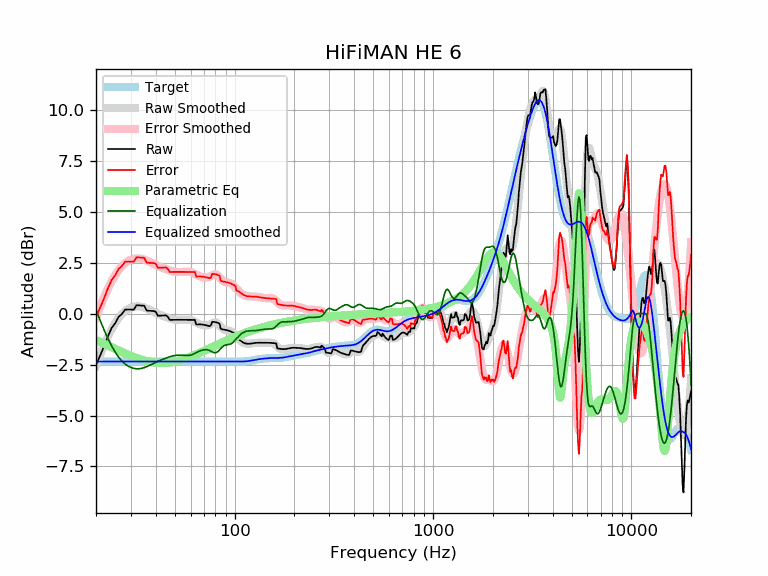 HiFiMAN HE 6
Target
Raw Smoothed
Error Smoothed
Raw
Error
Parametric Eq
Equalization
Equalized smoothed
Amplitude (dBr)
10.0
7.5
5.0
2.5
0.0
−2.5
−5.0
−7.5
100
1000
10000
Frequency (Hz)